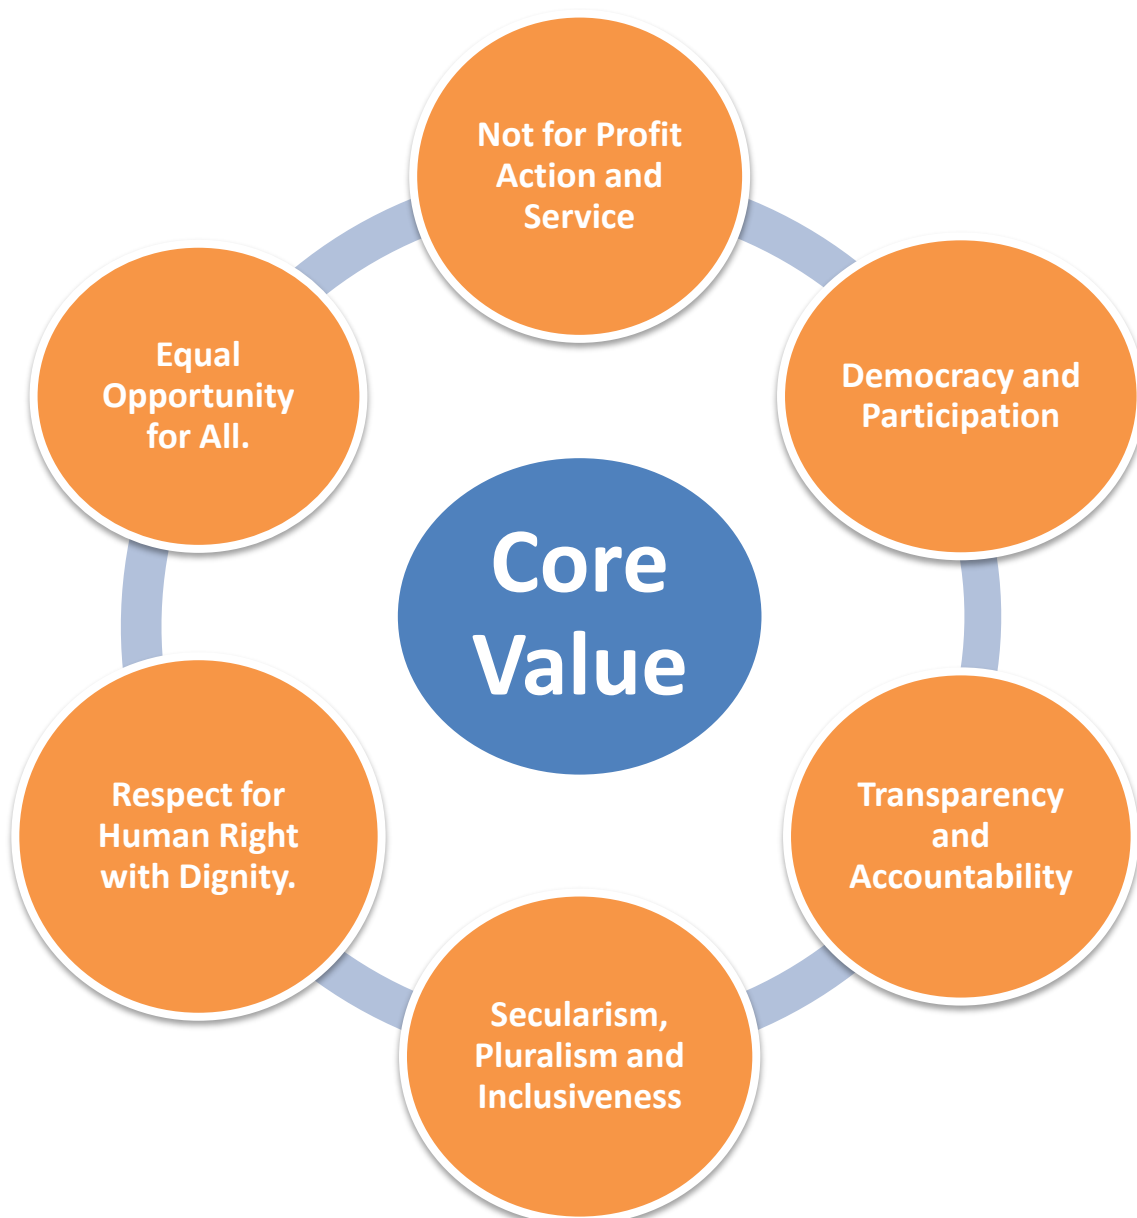 Not for Profit
Action and
Service
Equal
Opportunity
for All.
Democracy and
Participation
Core
Value
Respect for
Human Right
with Dignity.
Transparency
and
Accountability
Secularism,
Pluralism and
Inclusiveness